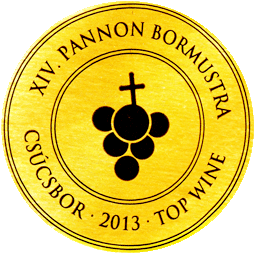 XIV. PANNON BORMUSTRA
CSÚCSBOR · 2013 · TOP WINE